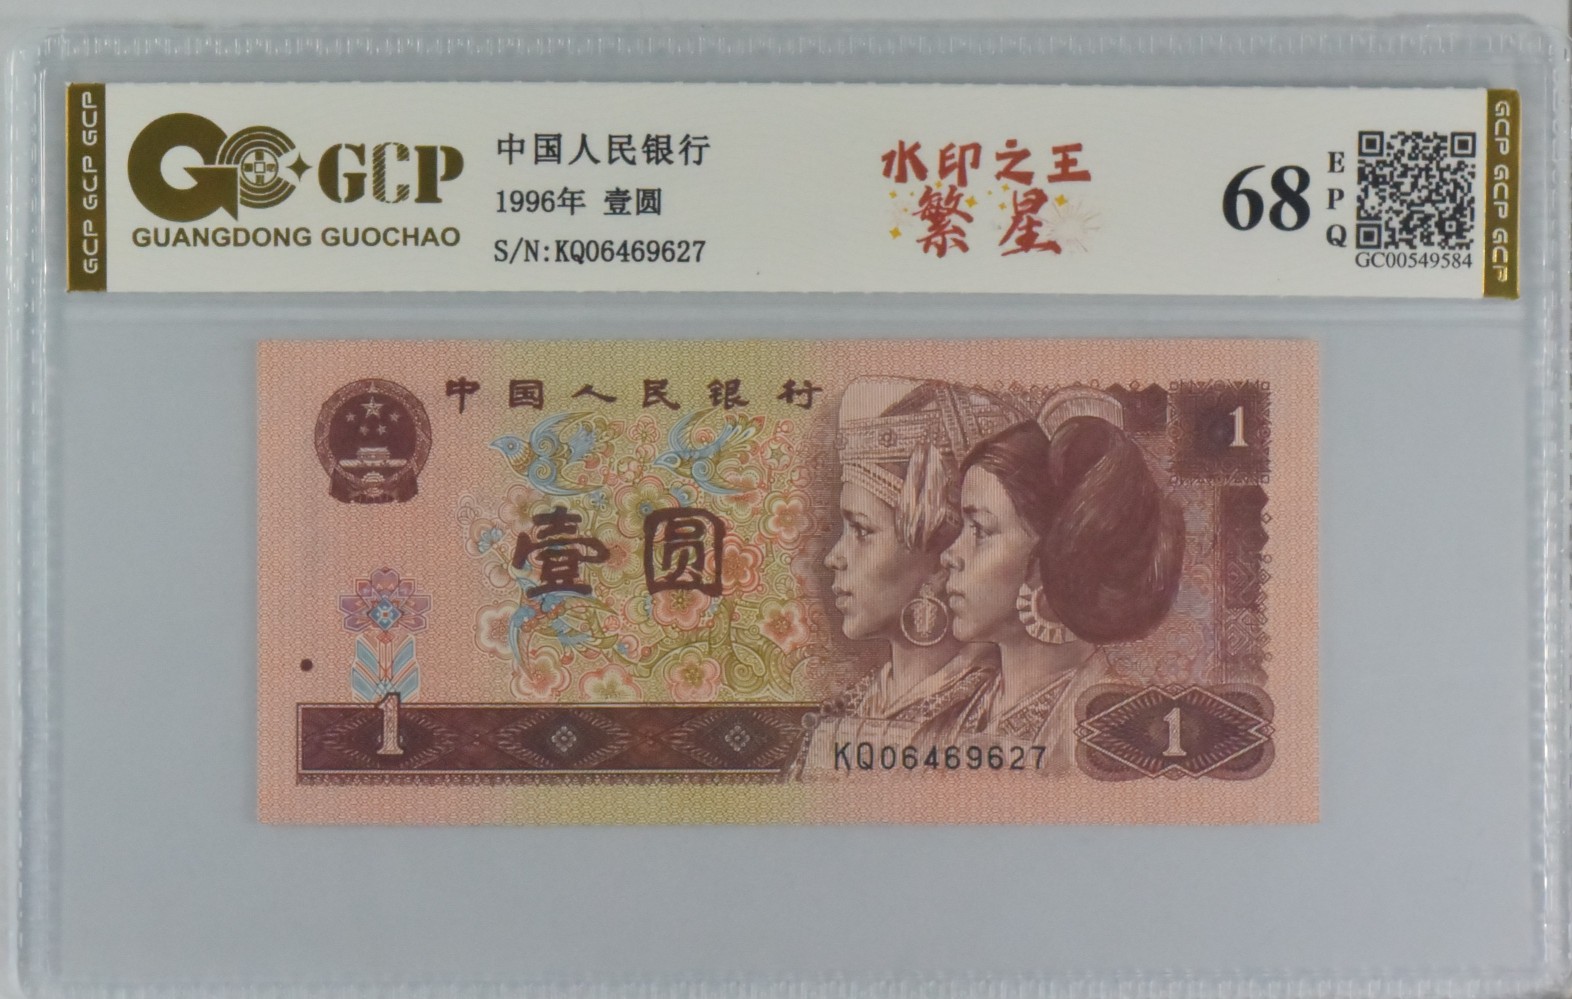 GCP GCP GCP
GCP
GUANGDONG GUOCHAO
中国人民银行
1996年 壹圆
S/N:KQ06469627
水印之王
繁星
68
EPQ
GC00549584
GCP GCP GCP
中国人民银行
1
壹圆
1
1
KQ06469627